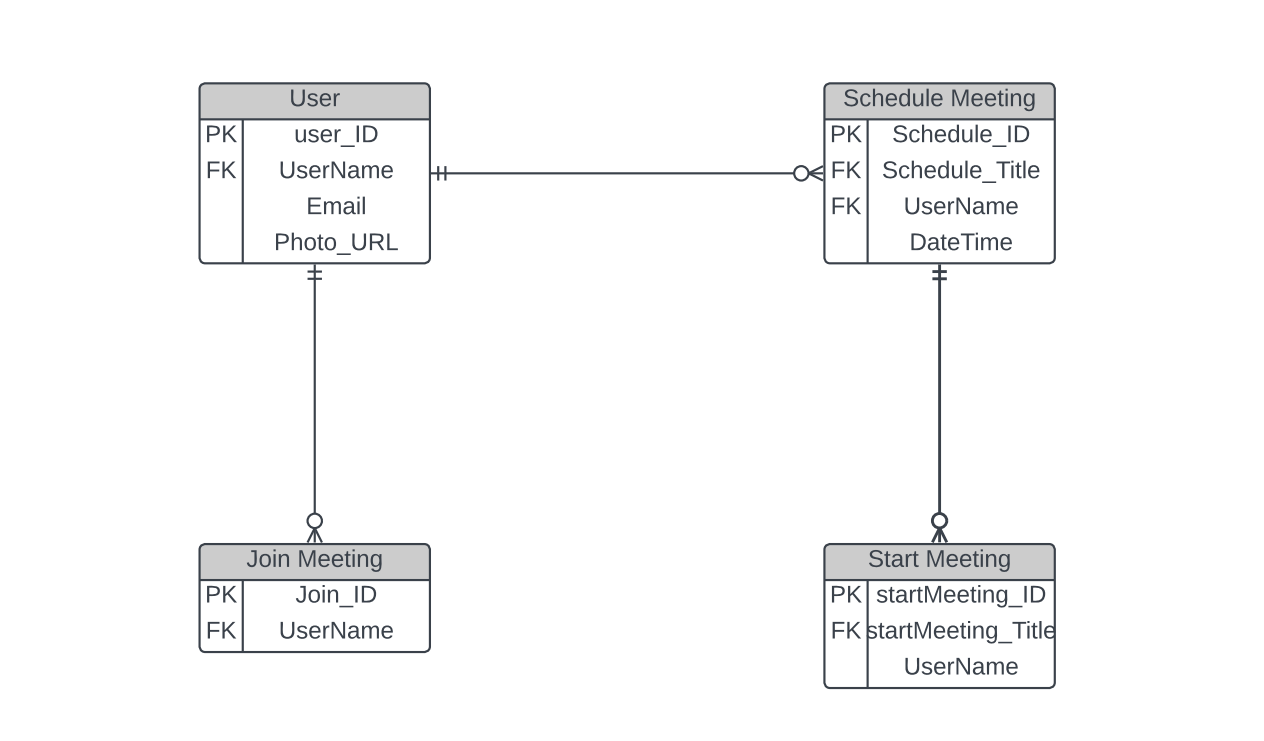 User
PK user_ID
FK UserName
Email
Photo_URL
Schedule Meeting
PK Schedule_ID
FK Schedule_Title
FK UserName
DateTime
Join Meeting
PK Join_ID
FK UserName
Start Meeting
PK startMeeting_ID
FK startMeeting_Title
UserName